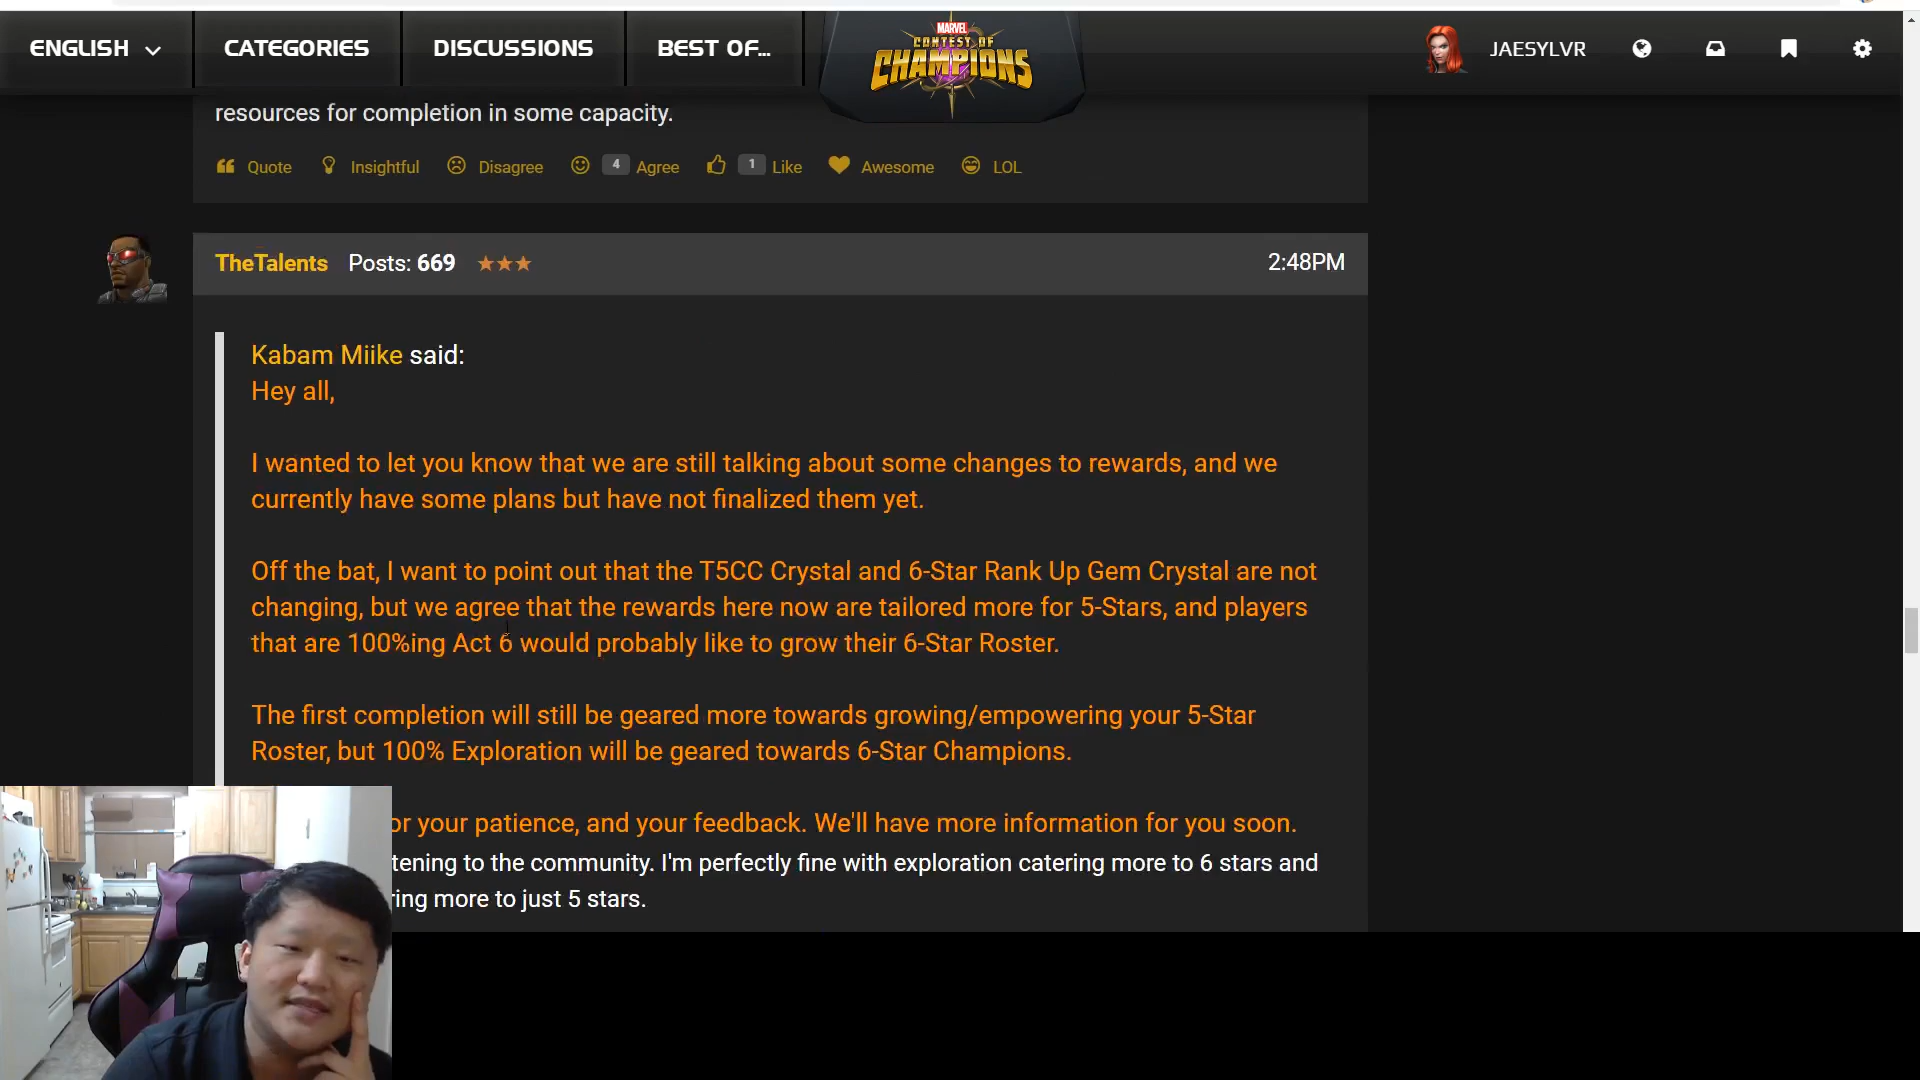 ENGLISH CATEGORIES DISCUSSIONS BEST OF... MARVEL CONTEST OF CHAMPIONS JAESYLVR
resources for completion in some capacity.
Quote Insightful Disagree 4 Agree 1 Like Awesome LOL
TheTalents Posts: 669 2:48PM
Kabam Miike said:
Hey all,
I wanted to let you know that we are still talking about some changes to rewards, and we
currently have some plans but have not finalized them yet.
Off the bat, I want to point out that the T5CC Crystal and 6-Star Rank Up Gem Crystal are not
changing, but we agree that the rewards here now are tailored more for 5-Stars, and players
that are 100%ing Act 6 would probably like to grow their 6-Star Roster.
The first completion will still be geared more towards growing/empowering your 5-Star
Roster, but 100% Exploration will be geared towards 6-Star Champions.
or your patience, and your feedback. We'll have more information for you soon.
tening to the community. I'm perfectly fine with exploration catering more to 6 stars and
ring more to just 5 stars.